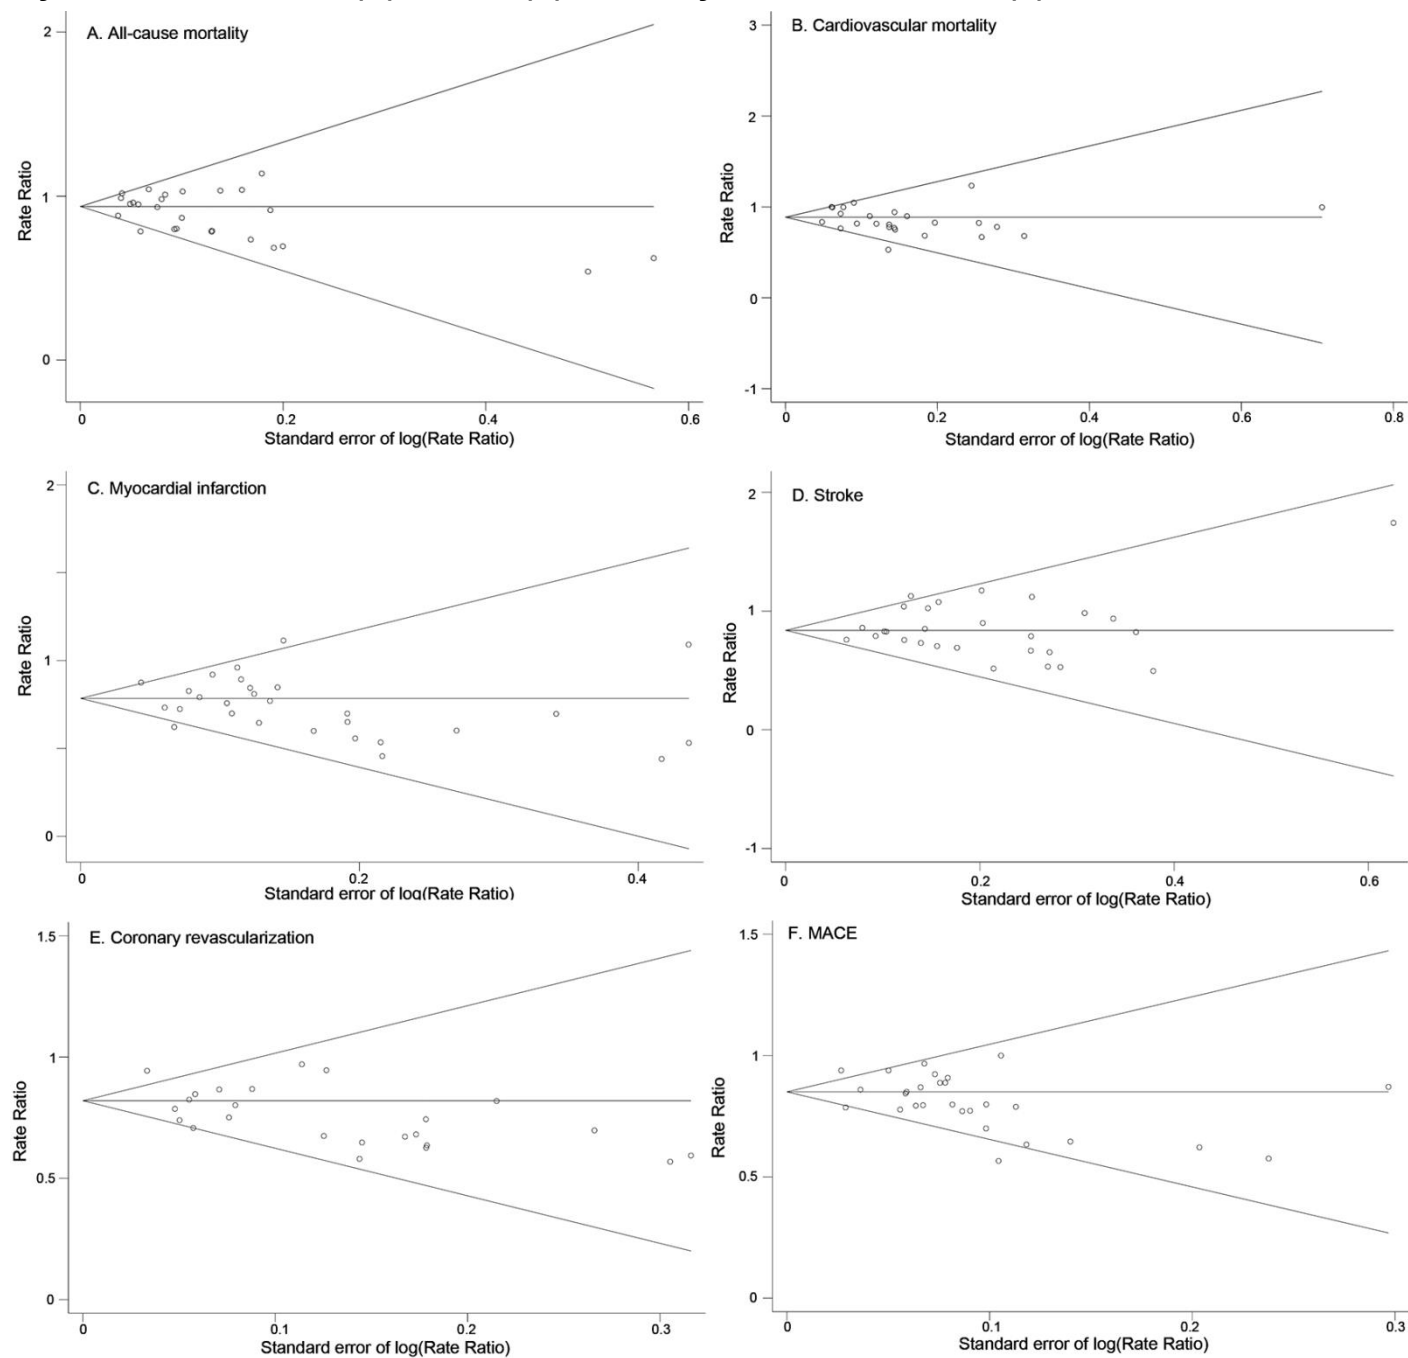 A. All-cause mortality
2
1
0
Rate Ratio
0 0.2 0.4 0.6
Standard error of log(Rate Ratio)
B. Cardiovascular mortality
3
2
1
0
-1
Rate Ratio
0 0.2 0.4 0.6 0.8
Standard error of log(Rate Ratio)
C. Myocardial infarction
2
1
0
Rate Ratio
0 0.2 0.4
Standard error of log(Rate Ratio)
D. Stroke
2
1
0
-1
Rate Ratio
0 0.2 0.4 0.6
Standard error of log(Rate Ratio)
E. Coronary revascularization
1.5
1
0.5
0
Rate Ratio
0 0.1 0.2 0.3
Standard error of log(Rate Ratio)
F. MACE
1.5
1
0.5
0
Rate Ratio
0 0.1 0.2 0.3
Standard error of log(Rate Ratio)